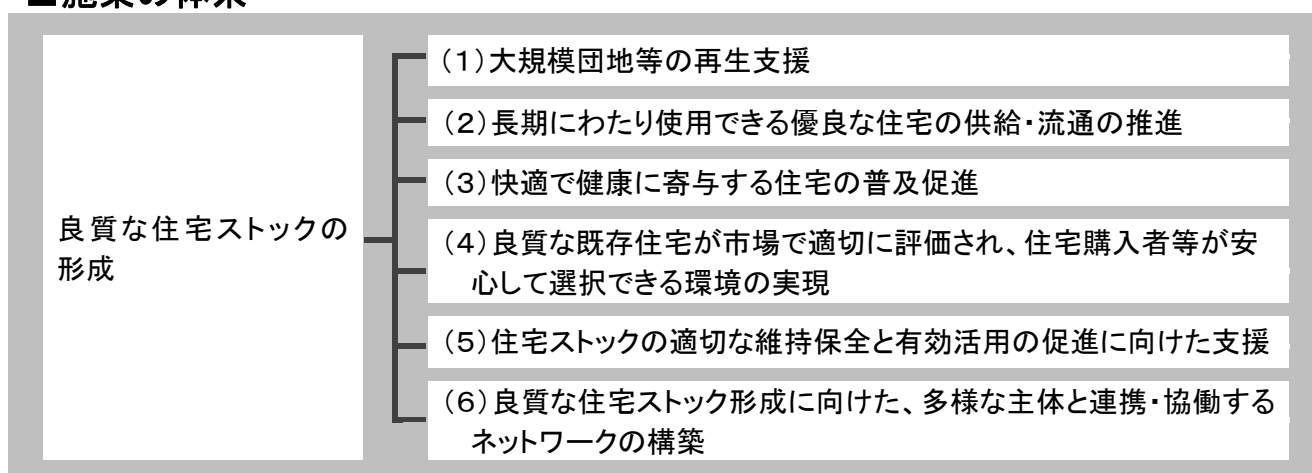 ■施策の体系
良質な住宅ストックの
形成
(1)大規模団地等の再生支援
(2)長期にわたり使用できる優良な住宅の供給・流通の推進
(3)快適で健康に寄与する住宅の普及促進
(4)良質な既存住宅が市場で適切に評価され、住宅購入者等が安
心して選択できる環境の実現
(5)住宅ストックの適切な維持保全と有効活用の促進に向けた支援
(6)良質な住宅ストック形成に向けた、多様な主体と連携・協働する
ネットワークの構築